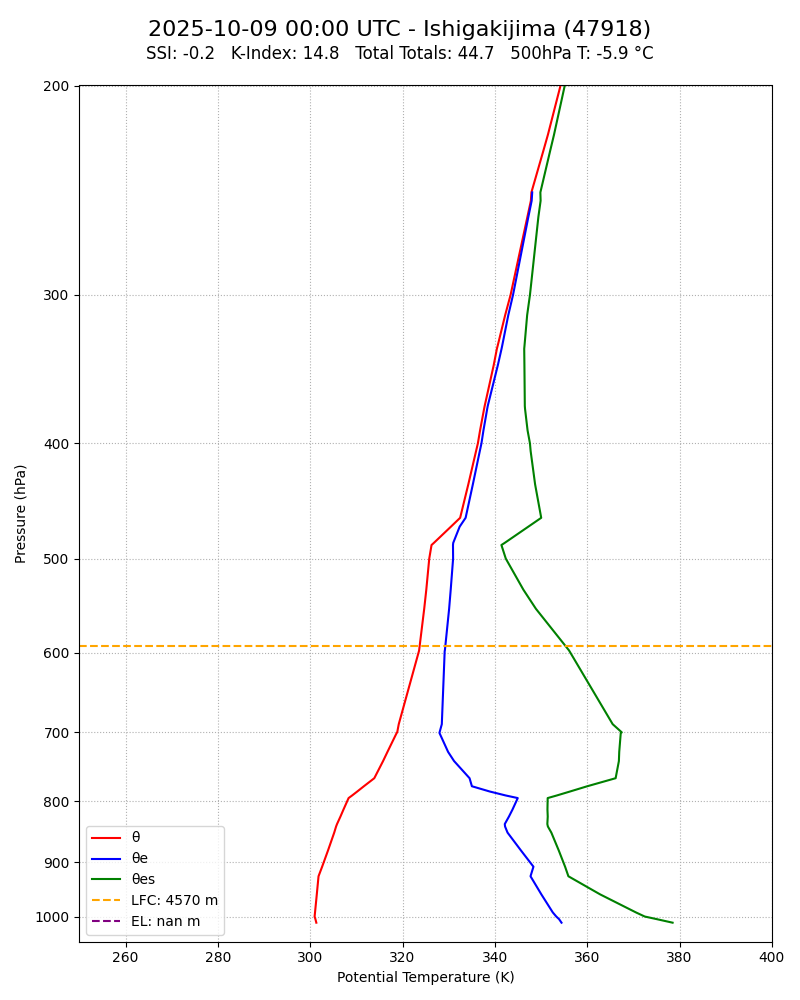 2025-10-09 00:00 UTC - Ishigakijima (47918)
SSI: -0.2 K-Index: 14.8 Total Totals: 44.7 500hPa T: -5.9 °C
200
300
400
500
600
700
800
900
1000
Pressure (hPa)
θ
θe
θes
LFC: 4570 m
EL: nan m
260 280 300 320 340 360 380 400
Potential Temperature (K)